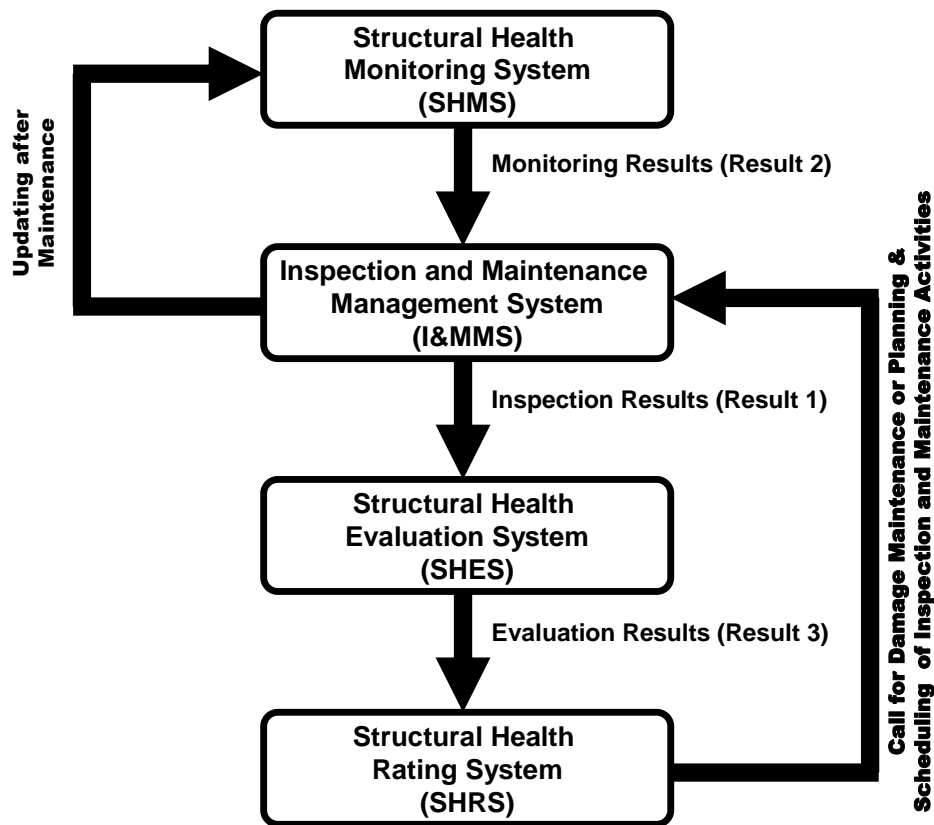 Structural Health
Monitoring System
(SHMS)
Updating after
Maintenance
Monitoring Results (Result 2)
Inspection and Maintenance
Management System
(I&MMS)
Inspection Results (Result 1)
Structural Health
Evaluation System
(SHES)
Evaluation Results (Result 3)
Structural Health
Rating System
(SHRS)
Call for Damage Maintenance or Planning &
Scheduling of Inspection and Maintenance Activities